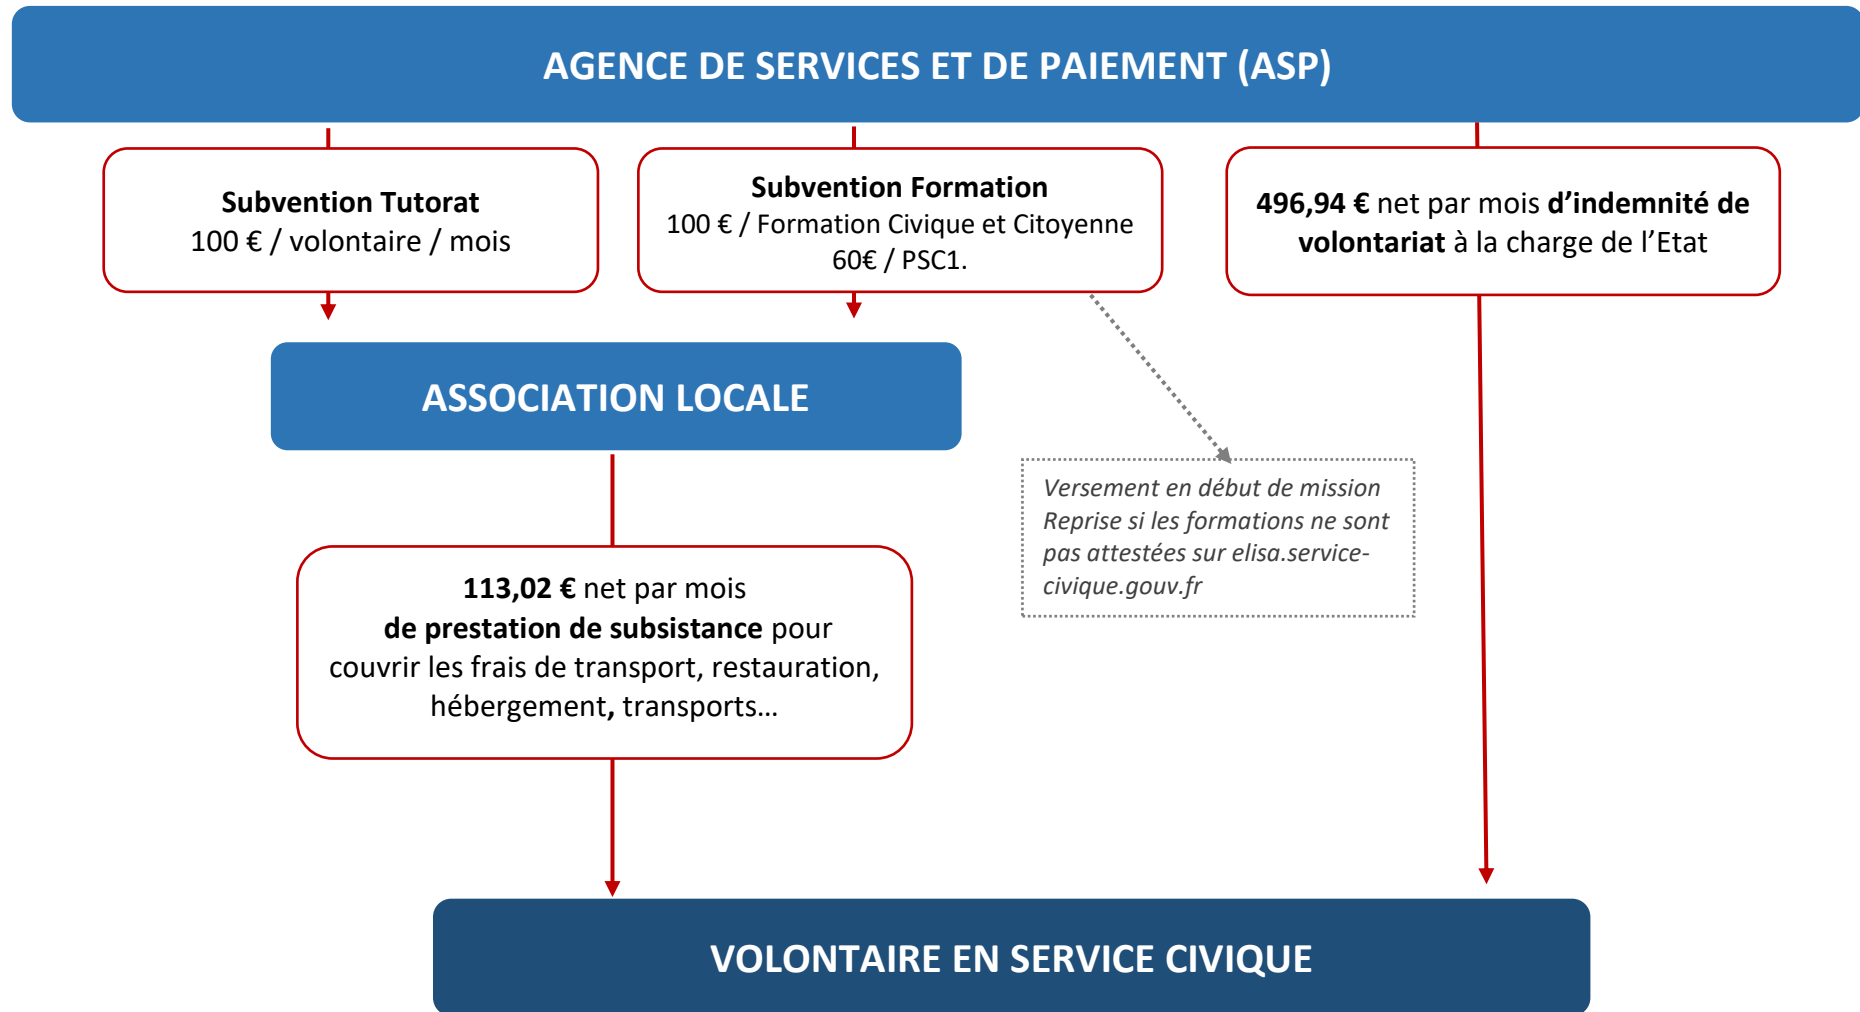 AGENCE DE SERVICES ET DE PAIEMENT (ASP)
Subvention Tutorat
100 € / volontaire / mois
Subvention Formation
100 € / Formation Civique et Citoyenne
60€ / PSC1.
496,94 € net par mois d’indemnité de
volontariat à la charge de l’Etat
ASSOCIATION LOCALE
Versement en début de mission
Reprise si les formations ne sont
pas attestées sur elisa.service-
civique.gouv.fr
113,02 € net par mois
de prestation de subsistance pour
couvrir les frais de transport, restauration,
hébergement, transports…
VOLONTAIRE EN SERVICE CIVIQUE